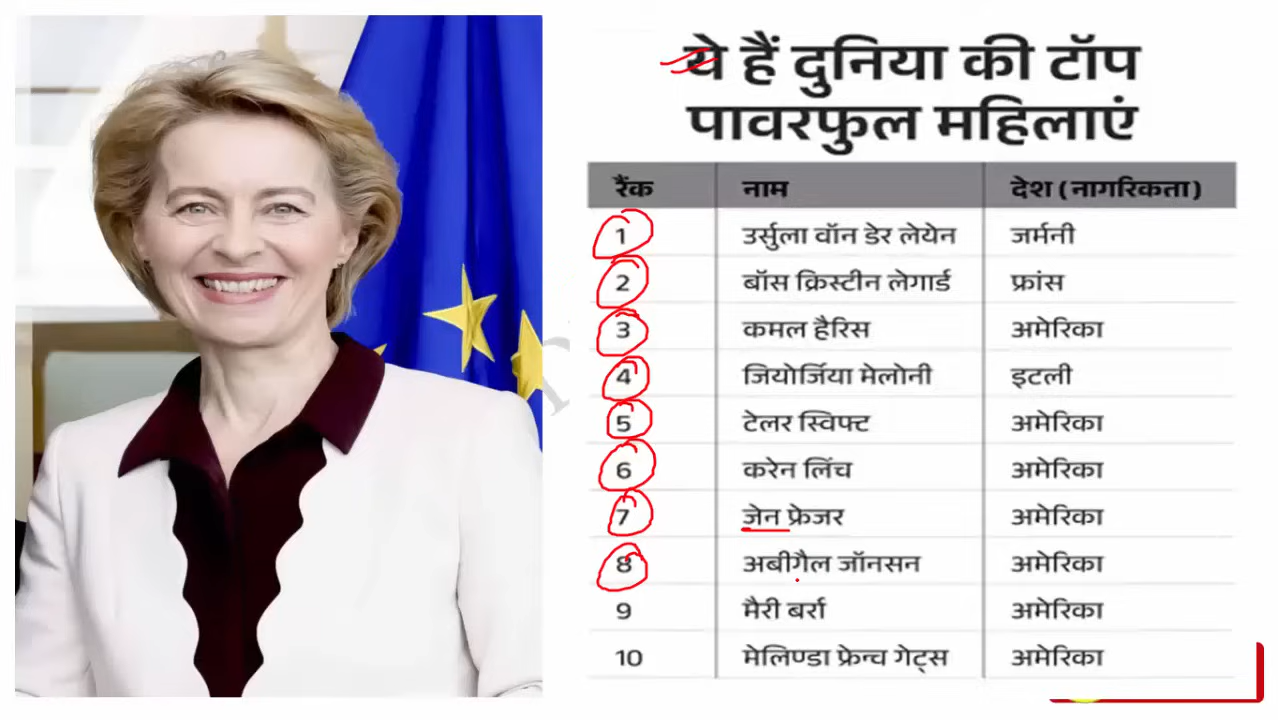 ये हैं दुनिया की टॉप
पावरफुल महिलाएं
रैंक नाम देश (नागरिकता)
1 उर्सुला वॉन डेर लेयेन जर्मनी
2 बॉस क्रिस्टीन लेगार्ड फ्रांस
3 कमल हैरिस अमेरिका
4 जियोर्जिया मेलोनी इटली
5 टेलर स्विफ्ट अमेरिका
6 करेन लिंच अमेरिका
7 जेन फ्रेजर अमेरिका
8 अबीगैल जॉनसन अमेरिका
9 मैरी बर्रा अमेरिका
10 मेलिण्डा फ्रेन्च गेट्स अमेरिका